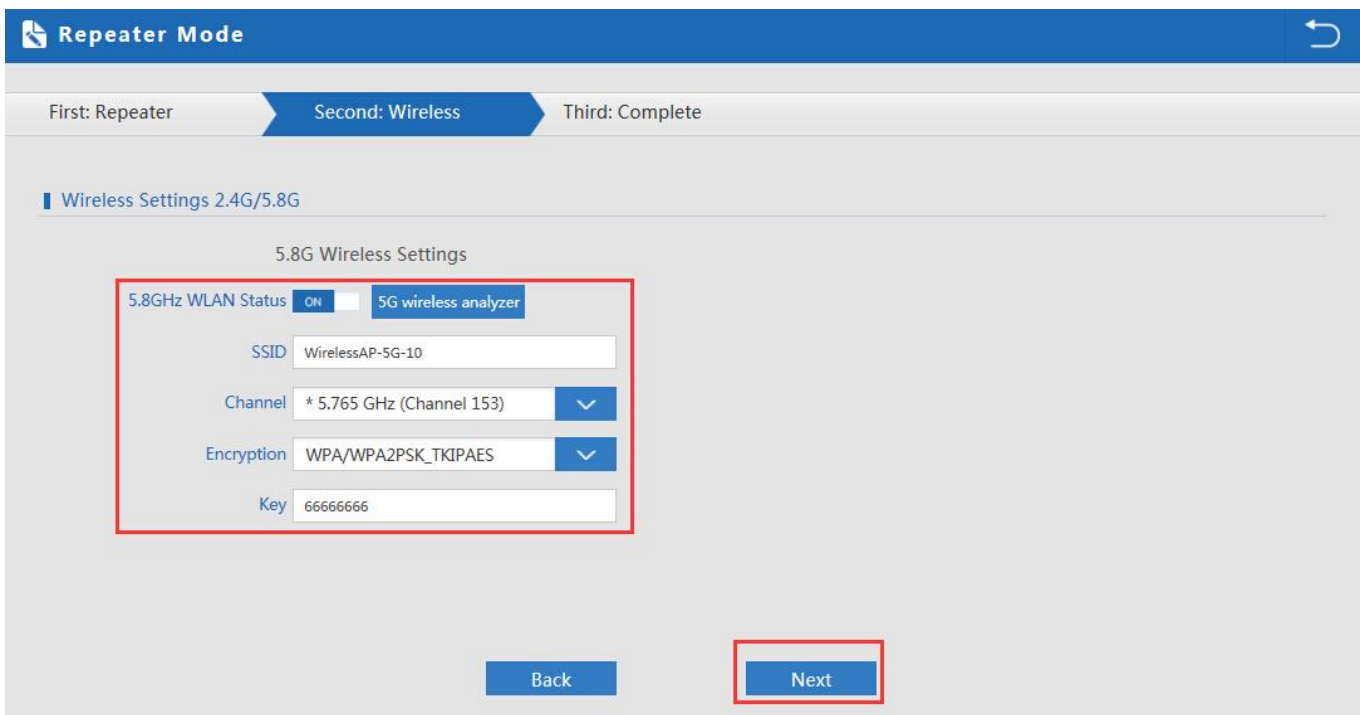 Repeater Mode
First: Repeater Second: Wireless Third: Complete
Wireless Settings 2.4G/5.8G
5.8G Wireless Settings
5.8GHz WLAN Status ON 5G wireless analyzer
SSID WirelessAP-5G-10
Channel * 5.765 GHz (Channel 153)
Encryption WPA/WPA2PSK_TKIPAES
Key 66666666
Back Next